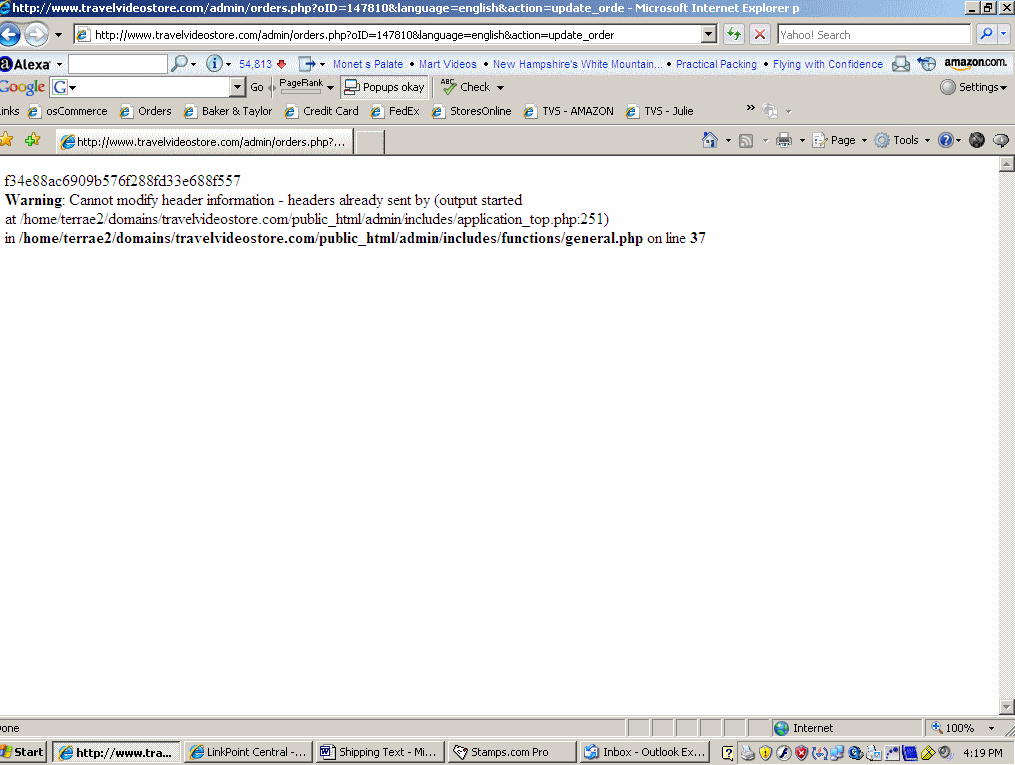 http://www.travelvideostore.com/admin/orders.php?oID=147810&language=english&action=update_orde - Microsoft Internet Explorer p
http://www.travelvideostore.com/admin/orders.php?oID=147810&language=english&action=update_order
Yahoo! Search
Alexa 54,813 Monet s Palate • Mart Videos • New Hampshire's White Mountain... • Practical Packing • Flying with Confidence amazon.com.
Google G Go PageRank Popups okay ABC Check Settings
inks osCommerce Orders Baker & Taylor Credit Card FedEx StoresOnline TVS - AMAZON TVS - Julie »
http://www.travelvideostore.com/admin/orders.php?... Page Tools
f34e88ac6909b576f288fd33e688f557
Warning: Cannot modify header information - headers already sent by (output started
at /home/terrae2/domains/travelvideostore.com/public_html/admin/includes/application_top.php:251)
in /home/terrae2/domains/travelvideostore.com/public_html/admin/includes/functions/general.php on line 37
one Internet 100%
Start http://www.tra... LinkPoint Central -... Shipping Text - Mi... Stamps.com Pro Inbox - Outlook Ex... 4:19 PM